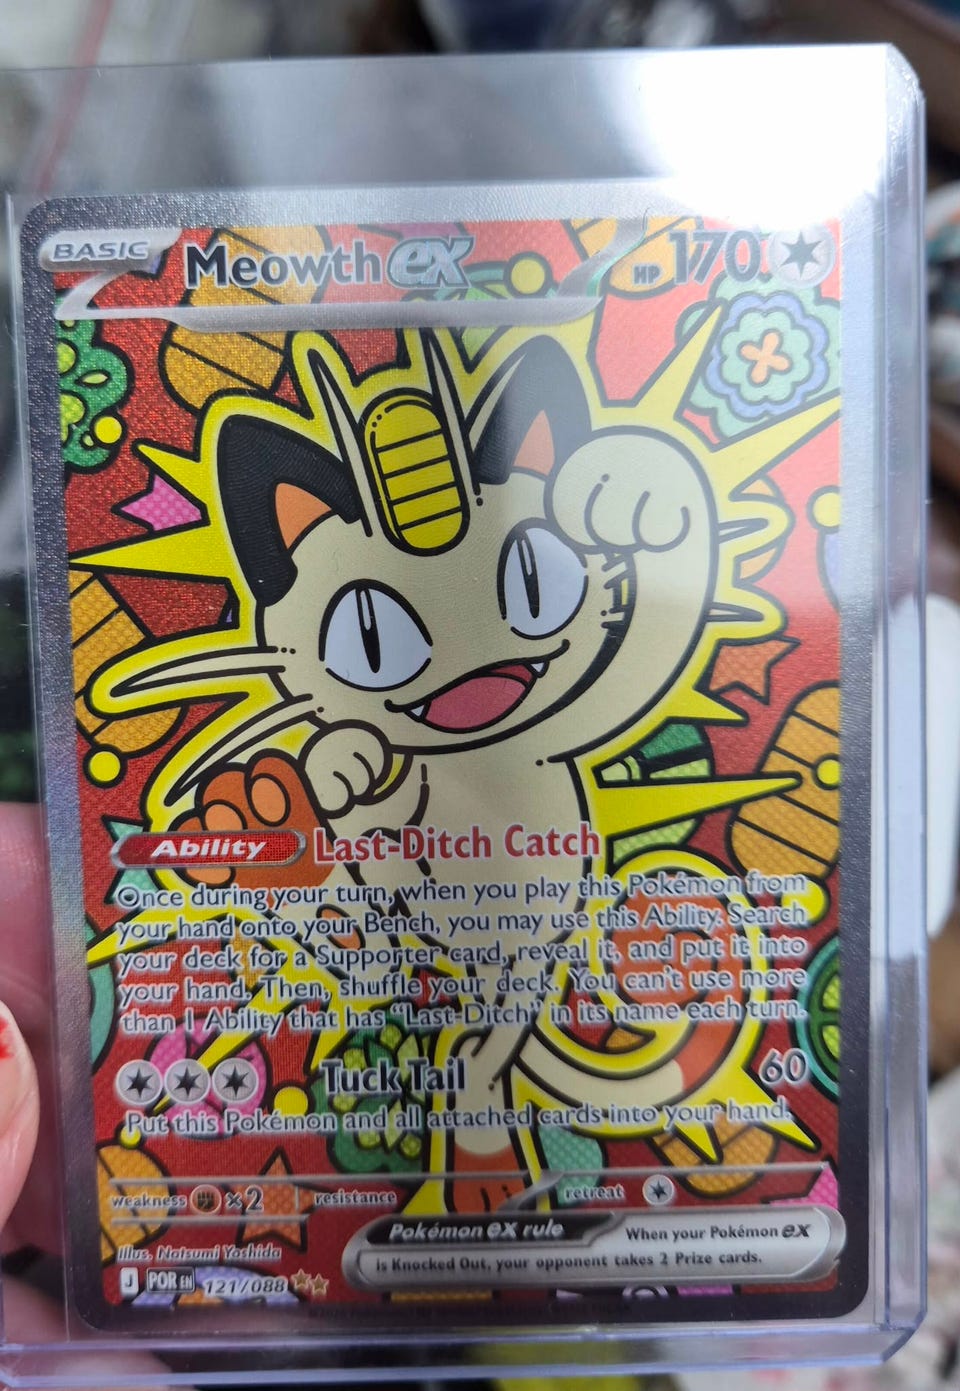 BASIC Meowth ex HP 170
Ability Last-Ditch Catch
Once during your turn, when you play this Pokémon from
your hand onto your Bench, you may use this Ability. Search
your deck for a Supporter card, reveal it, and put it into
your hand. Then, shuffle your deck. You can't use more
than 1 Ability that has "Last-Ditch" in its name each turn.
Tuck Tail 60
Put this Pokémon and all attached cards into your hand.
weakness ×2 resistance retreat
Pokémon ex rule When your Pokémon ex
is Knocked Out, your opponent takes 2 Prize cards.
Illus. Natsumi Yoshida
J POR EN 121/088